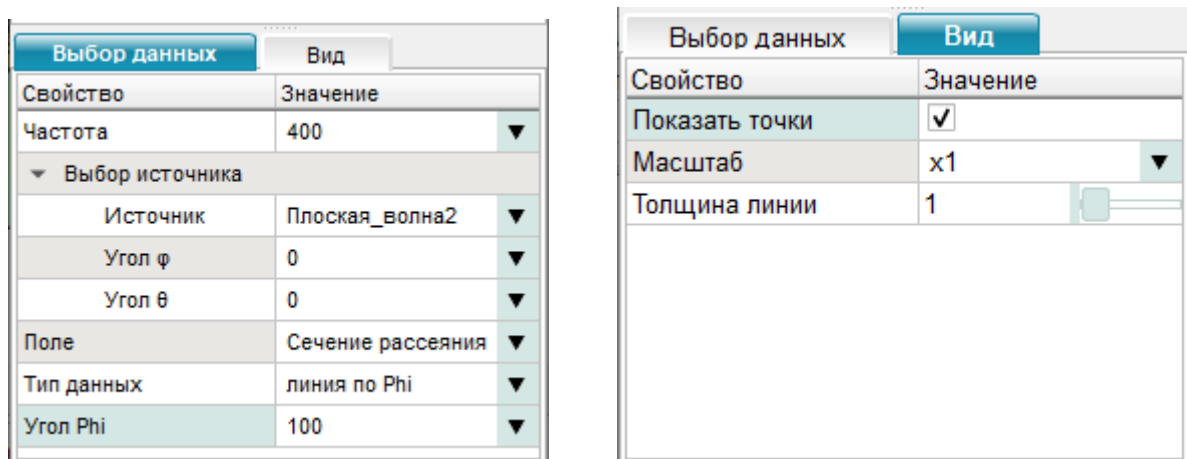 Выбор данных Вид
Свойство Значение
Частота 400
Выбор источника
Источник Плоская_волна2
Угол φ 0
Угол θ 0
Поле Сечение рассеяния
Тип данных линия по Phi
Угол Phi 100
Выбор данных Вид
Свойство Значение
Показать точки
Масштаб x1
Толщина линии 1